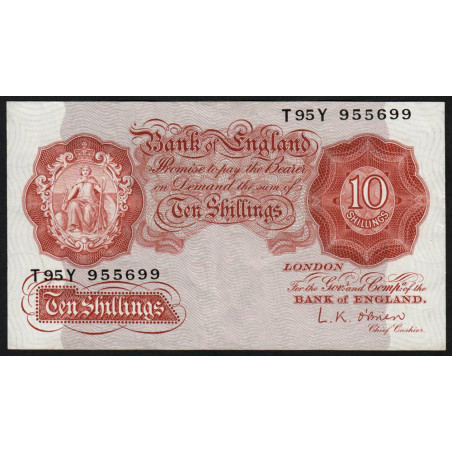 T95Y 955699
Bank of England
Promise to pay the Bearer
on Demand the sum of
Ten Shillings
10
SHILLINGS
T95Y 955699
Ten Shillings
LONDON
For the Govr. and Compa. of the
BANK OF ENGLAND.
L.K. O'Brien
Chief Cashier